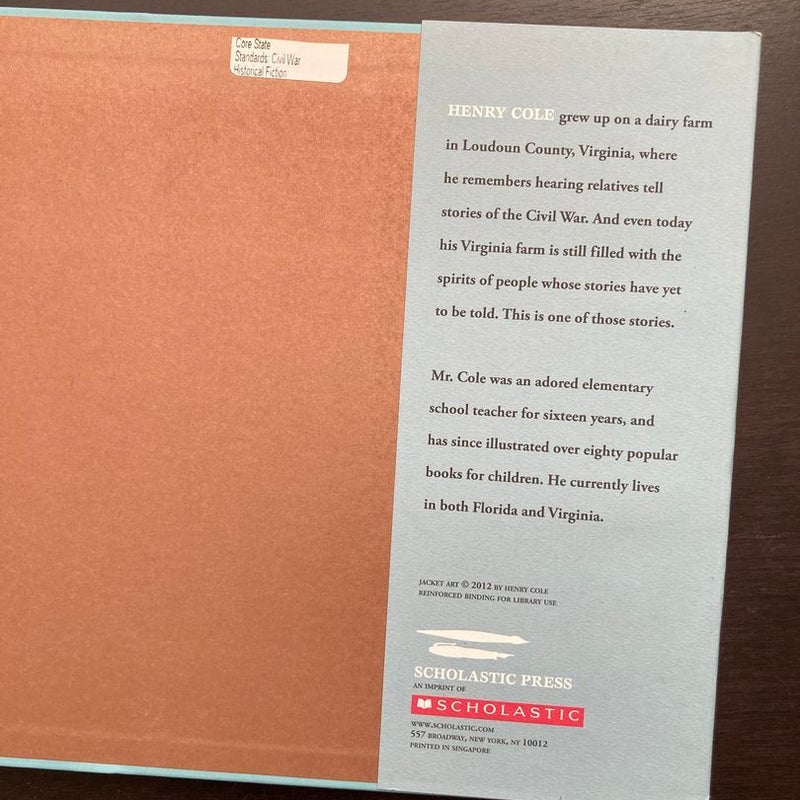 Core State
Standards: Civil War
Historical Fiction
HENRY COLE grew up on a dairy farm
in Loudoun County, Virginia, where
he remembers hearing relatives tell
stories of the Civil War. And even today
his Virginia farm is still filled with the
spirits of people whose stories have yet
to be told. This is one of those stories.
Mr. Cole was an adored elementary
school teacher for sixteen years, and
has since illustrated over eighty popular
books for children. He currently lives
in both Florida and Virginia.
JACKET ART © 2012 BY HENRY COLE
REINFORCED BINDING FOR LIBRARY USE
SCHOLASTIC PRESS
AN IMPRINT OF
SCHOLASTIC
WWW.SCHOLASTIC.COM
557 BROADWAY, NEW YORK, NY 10012
PRINTED IN SINGAPORE